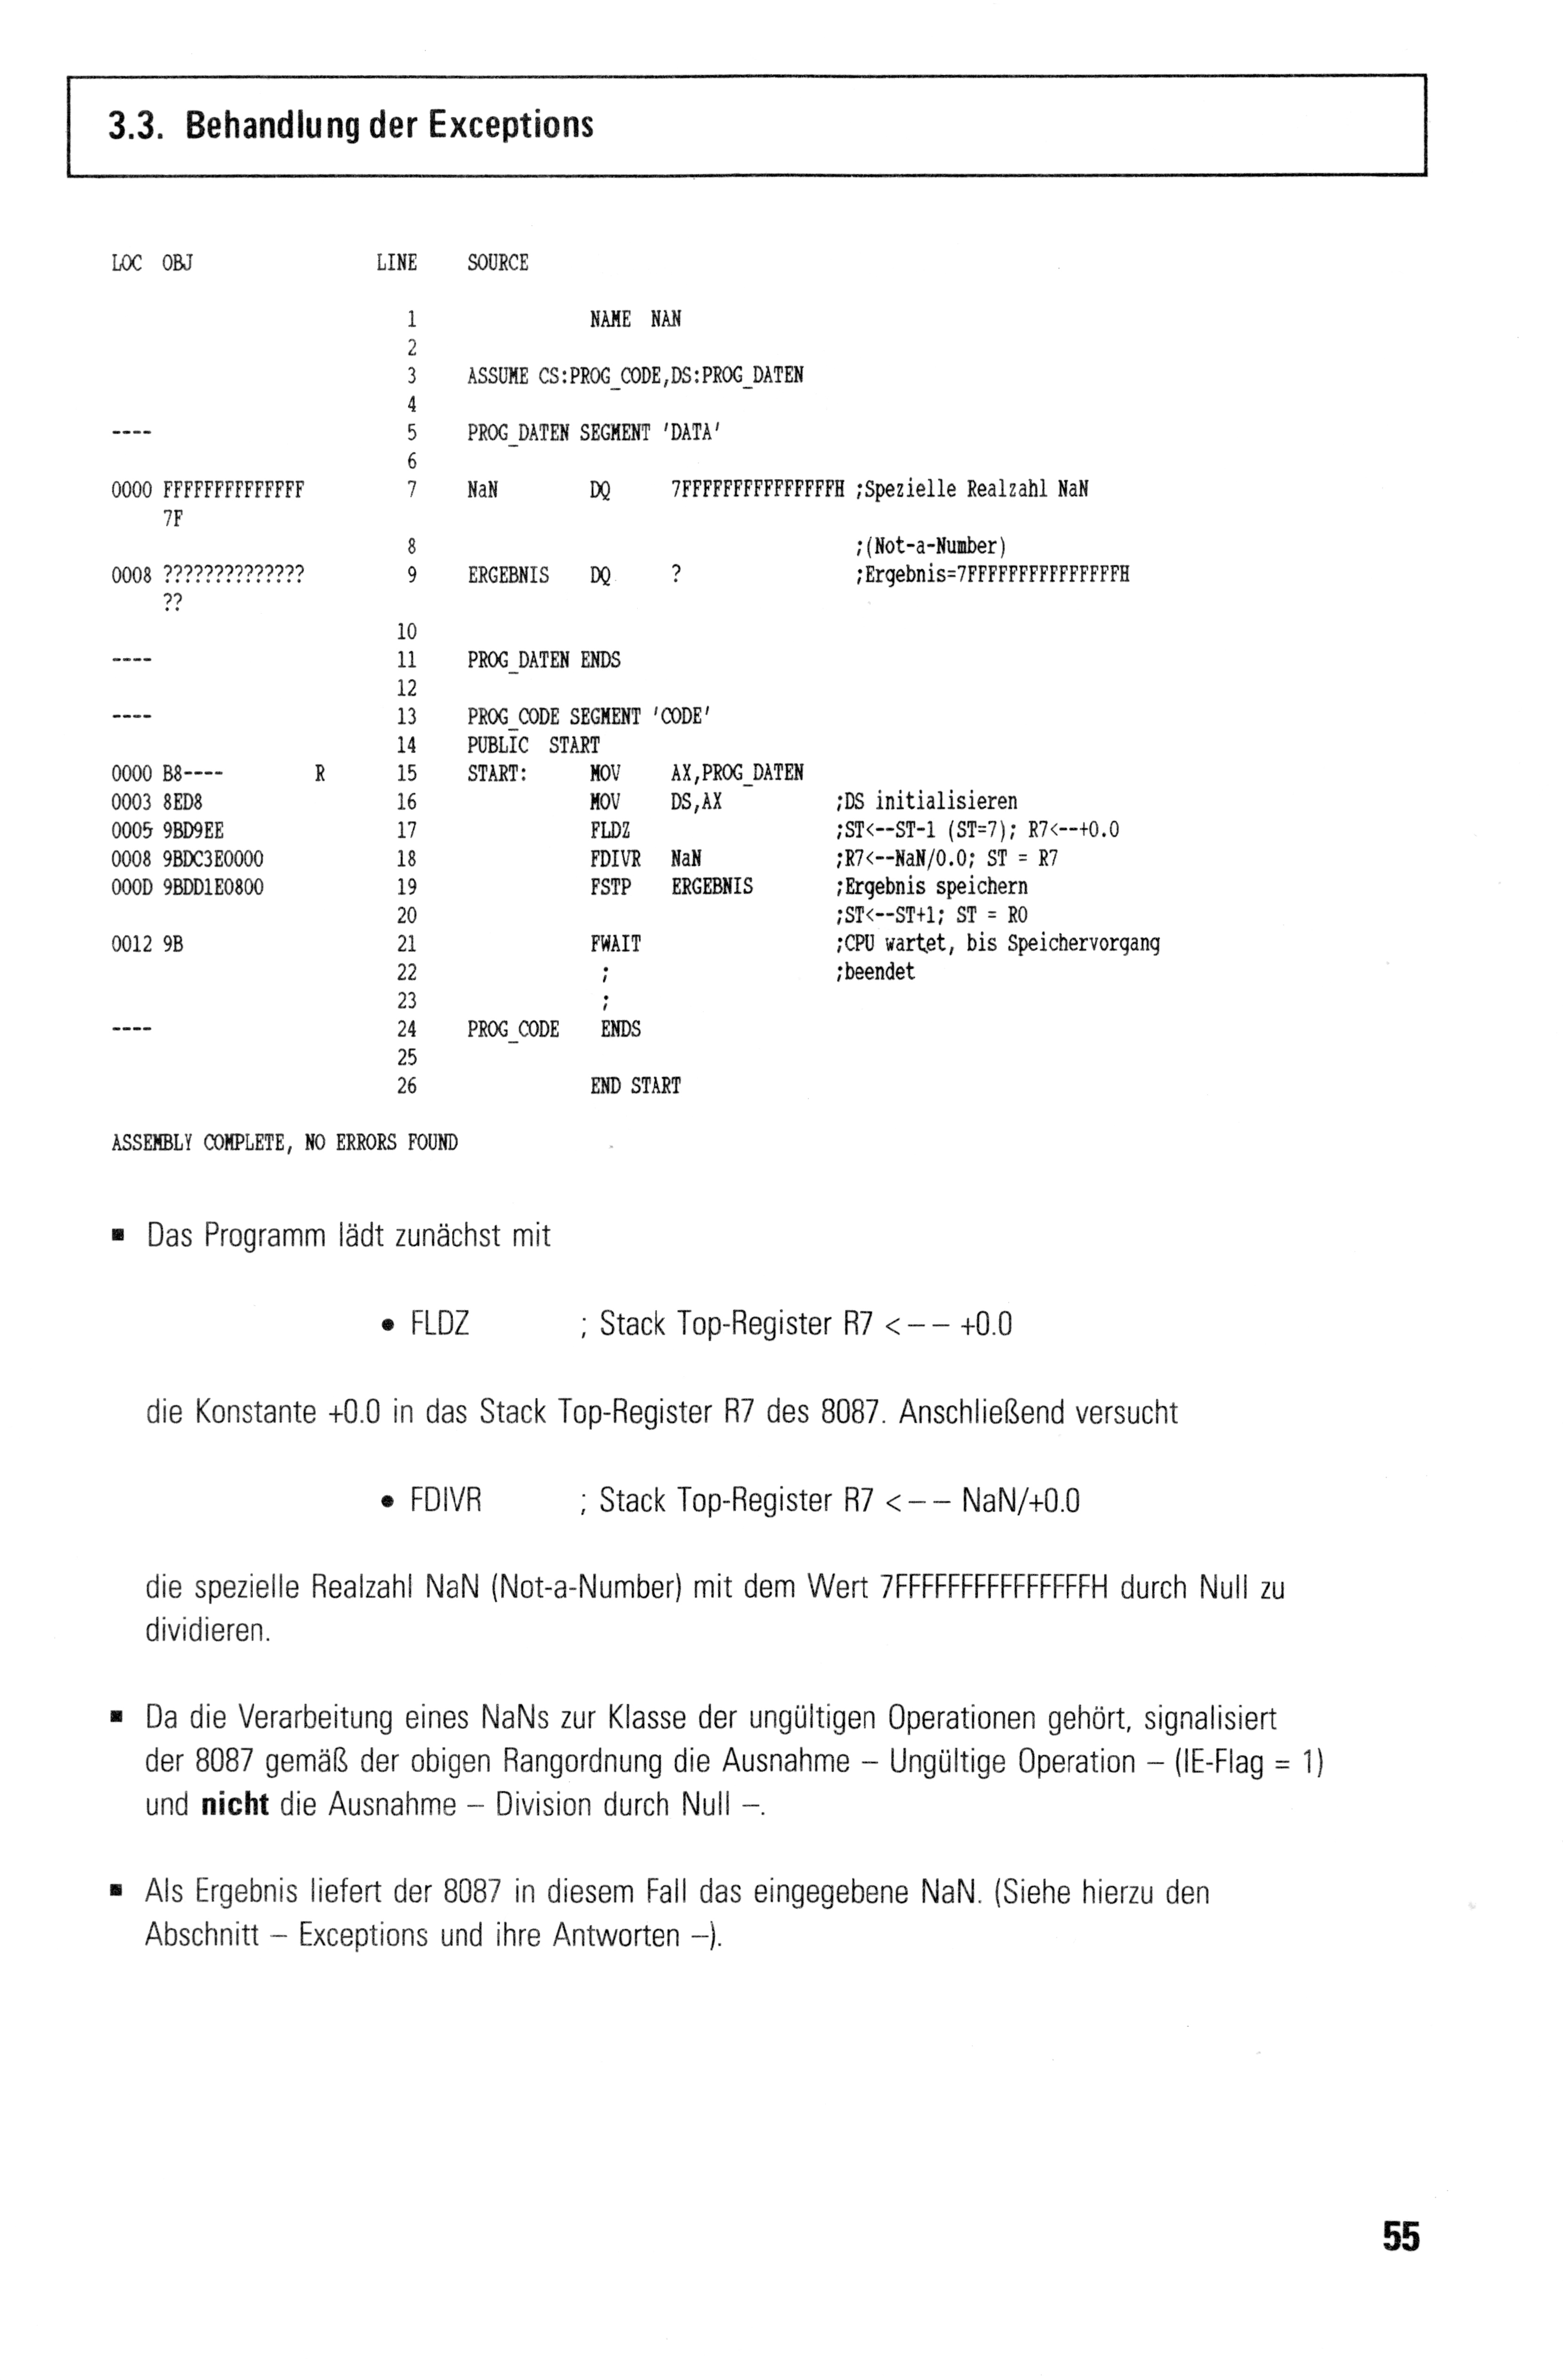 3.3. Behandlung der Exceptions
LOC OBJ LINE SOURCE
1 NAME NAN
2
3 ASSUME CS:PROG_CODE,DS:PROG_DATEN
4
---- 5 PROG_DATEN SEGMENT 'DATA'
6
0000 FFFFFFFFFFFFFF 7 NaN DQ 7FFFFFFFFFFFFFFFH ;Spezielle Realzahl NaN
7F
8 ;(Not-a-Number)
0008 ?????????????? 9 ERGEBNIS DQ ? ;Ergebnis=7FFFFFFFFFFFFFFFH
??
10
---- 11 PROG_DATEN ENDS
12
---- 13 PROG_CODE SEGMENT 'CODE'
14 PUBLIC START
0000 B8---- R 15 START: MOV AX,PROG_DATEN
0003 8ED8 16 MOV DS,AX ;DS initialisieren
0005 9BD9EE 17 FLDZ ;ST<--ST-1 (ST=7); R7<--+0.0
0008 9BDC3E0000 18 FDIVR NaN ;R7<--NaN/0.0; ST = R7
000D 9BDD1E0800 19 FSTP ERGEBNIS ;Ergebnis speichern
20 ;ST<--ST+1; ST = R0
0012 9B 21 FWAIT ;CPU wartet, bis Speichervorgang
22 ; ;beendet
23 ;
---- 24 PROG_CODE ENDS
25
26 END START
ASSEMBLY COMPLETE, NO ERRORS FOUND
▪ Das Programm lädt zunächst mit
• FLDZ ; Stack Top-Register R7 <–– +0.0
die Konstante +0.0 in das Stack Top-Register R7 des 8087. Anschließend versucht
• FDIVR ; Stack Top-Register R7 <–– NaN/+0.0
die spezielle Realzahl NaN (Not-a-Number) mit dem Wert 7FFFFFFFFFFFFFFFH durch Null zu
dividieren.
▪ Da die Verarbeitung eines NaNs zur Klasse der ungültigen Operationen gehört, signalisiert
der 8087 gemäß der obigen Rangordnung die Ausnahme – Ungültige Operation – (IE-Flag = 1)
und nicht die Ausnahme – Division durch Null –.
▪ Als Ergebnis liefert der 8087 in diesem Fall das eingegebene NaN. (Siehe hierzu den
Abschnitt – Exceptions und ihre Antworten –).
55